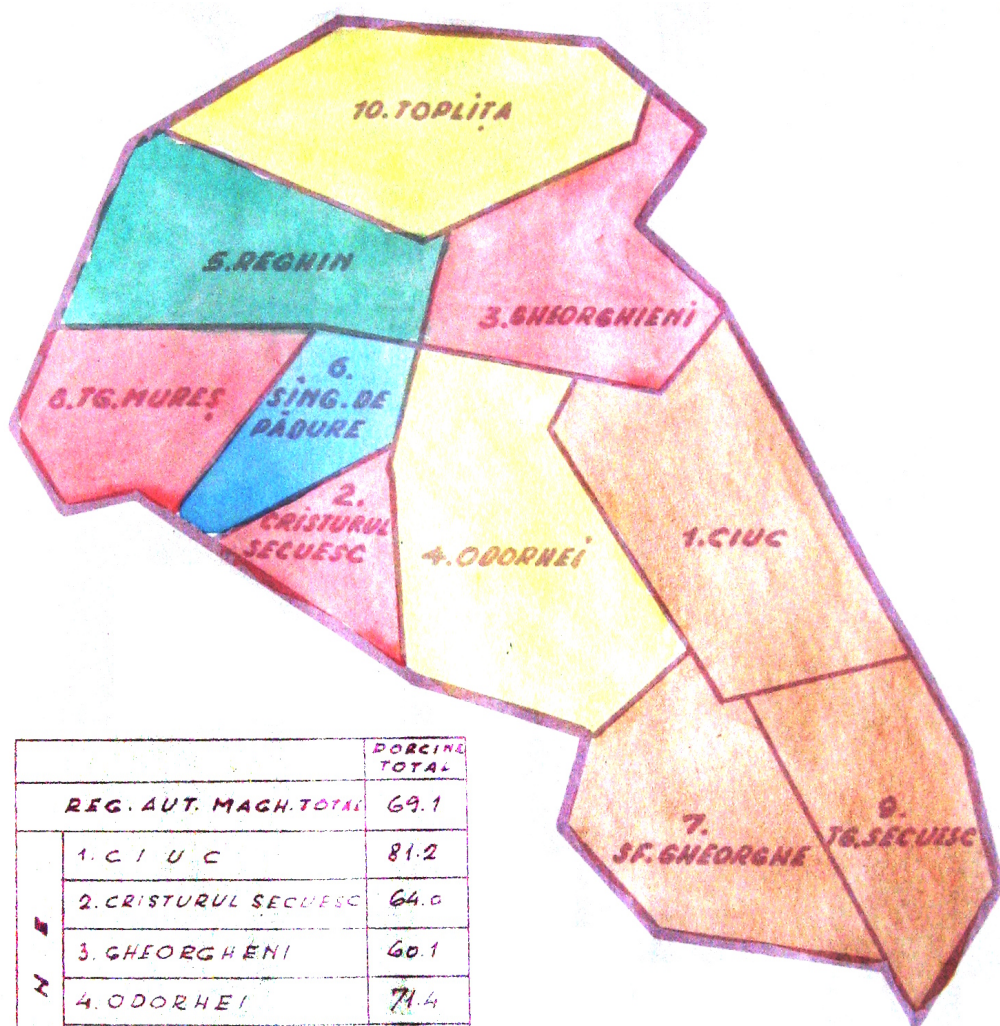 10.TOPLIȚA
5.REGHIN
3.GHEORGHIENI
8.TG.MUREȘ
6.
SÎNG.DE
PĂDURE
2.
CRISTURUL
SECUESC
4.ODORHEI
1.CIUC
7.
SF.GHEORGHE
9.
TG.SECUESC
PORCINE
TOTAL
REG. AUT. MAGH. TOTAL 69.1
1. CIUC 81.2
2. CRISTURUL SECUESC 64.0
3. GHEORGHENI 60.1
4. ODORHEI 71.4
N E